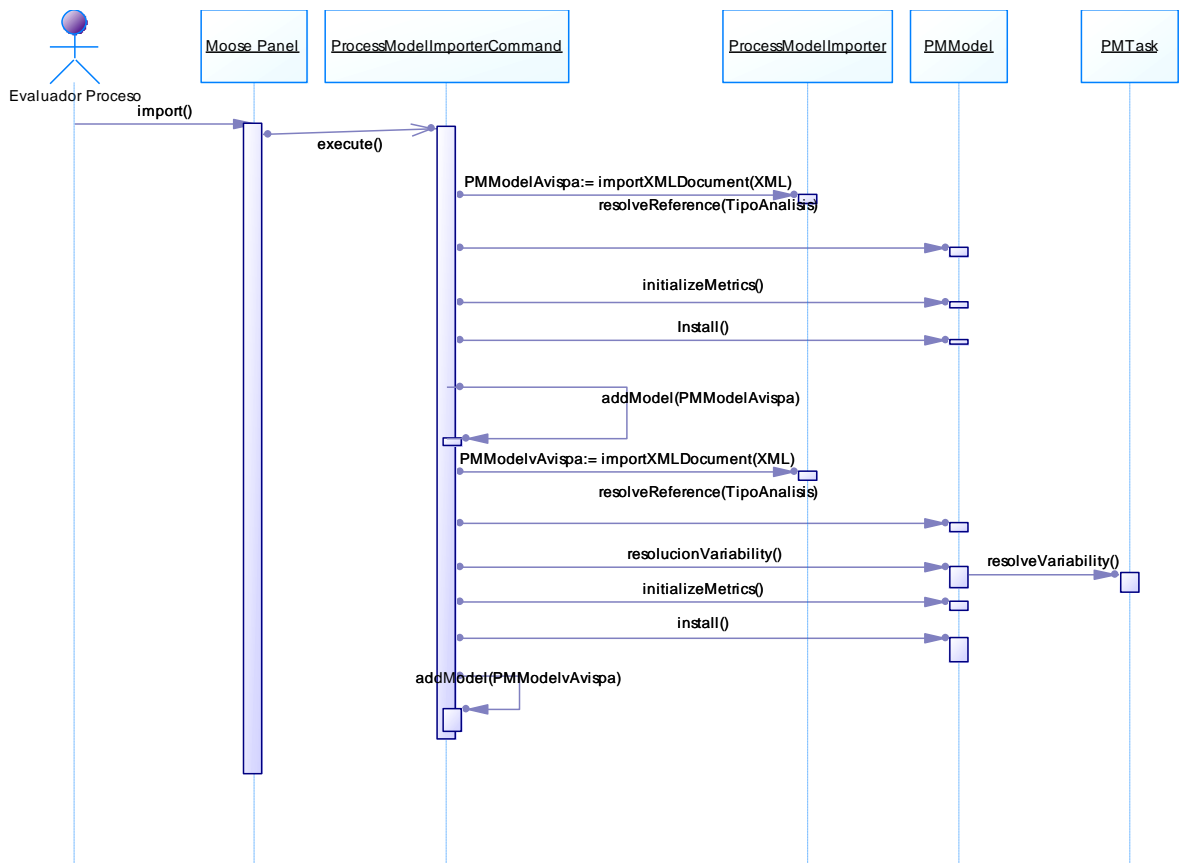 Moose Panel
ProcessModelImporterCommand
ProcessModelImporter
PMModel
PMTask
Evaluador Proceso
import()
execute()
PMModelAvispa:= importXMLDocument(XML)
resolveReference(TipoAnalisis)
initializeMetrics()
Install()
addModel(PMModelAvispa)
PMModelvAvispa:= importXMLDocument(XML)
resolveReference(TipoAnalisis)
resolucionVariability()
resolveVariability()
initializeMetrics()
install()
addModel(PMModelvAvispa)